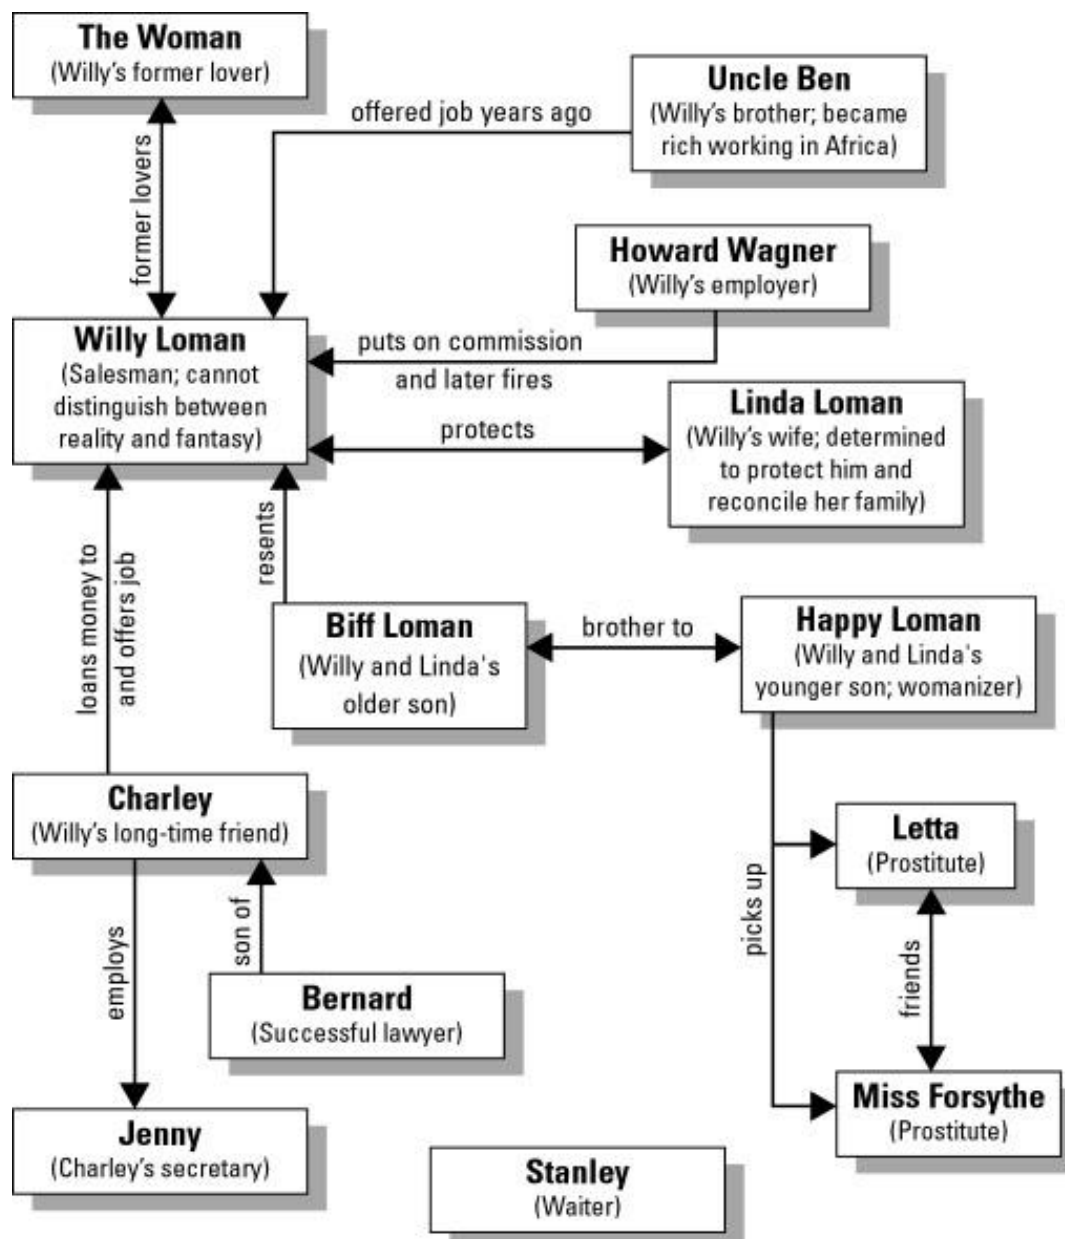 The Woman
(Willy's former lover)
Uncle Ben
(Willy's brother; became
rich working in Africa)
offered job years ago
former lovers
Howard Wagner
(Willy's employer)
Willy Loman
(Salesman; cannot
distinguish between
reality and fantasy)
puts on commission
and later fires
Linda Loman
(Willy's wife; determined
to protect him and
reconcile her family)
protects
loans money to
and offers job
resents
Biff Loman
(Willy and Linda's
older son)
brother to
Happy Loman
(Willy and Linda's
younger son; womanizer)
Charley
(Willy's long-time friend)
Letta
(Prostitute)
picks up
employs
son of
friends
Bernard
(Successful lawyer)
Miss Forsythe
(Prostitute)
Jenny
(Charley's secretary)
Stanley
(Waiter)